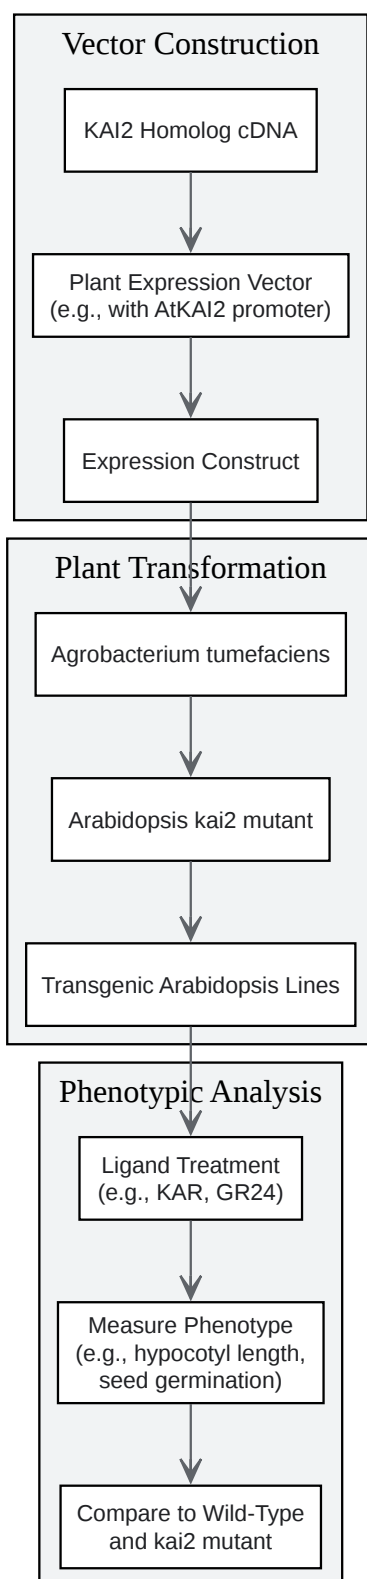 Vector Construction
KAI2 Homolog cDNA
Plant Expression Vector
(e.g., with AtKAI2 promoter)
Expression Construct
Plant Transformation
Agrobacterium tumefaciens
Arabidopsis kai2 mutant
Transgenic Arabidopsis Lines
Phenotypic Analysis
Ligand Treatment
(e.g., KAR, GR24)
Measure Phenotype
(e.g., hypocotyl length,
seed germination)
Compare to Wild-Type
and kai2 mutant